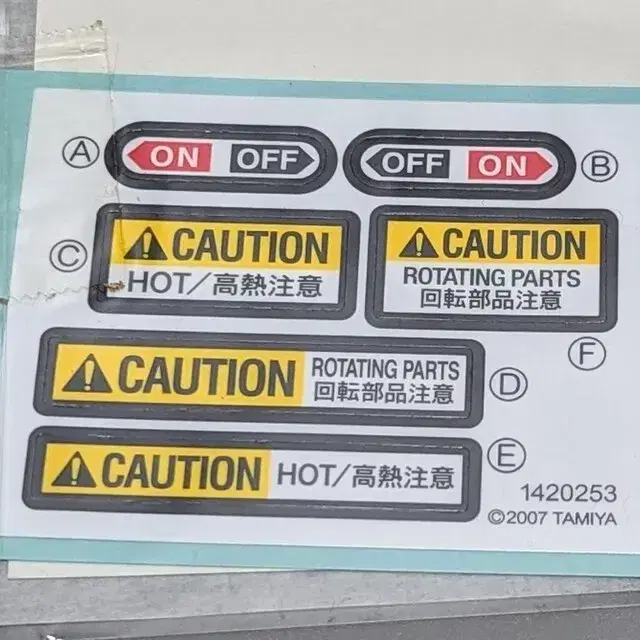 A
ON OFF
OFF ON
B
C
CAUTION
HOT/高熱注意
CAUTION
ROTATING PARTS
回転部品注意
F
CAUTION
ROTATING PARTS
回転部品注意
D
CAUTION HOT/高熱注意
E
1420253
©2007 TAMIYA